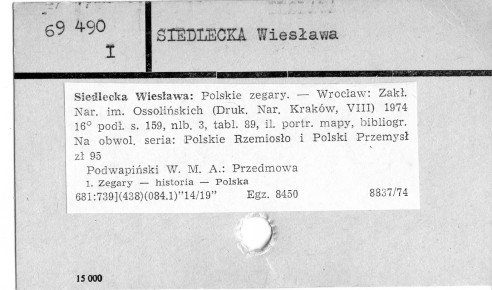 69 490
I
SIEDLECKA Wiesława
Siedlecka Wiesława: Polskie zegary. — Wrocław: Zakł.
Nar. im. Ossolińskich (Druk. Nar. Kraków, VIII) 1974
16° podł. s. 159, nlb. 3, tabl. 89, il. portr. mapy, bibliogr.
Na obwol. seria: Polskie Rzemiosło i Polski Przemysł
zł 95
Podwapiński W. M. A.: Przedmowa
1. Zegary — historia — Polska
681:739](438)(084.1)"14/19" Egz. 8450 8837/74
15 000